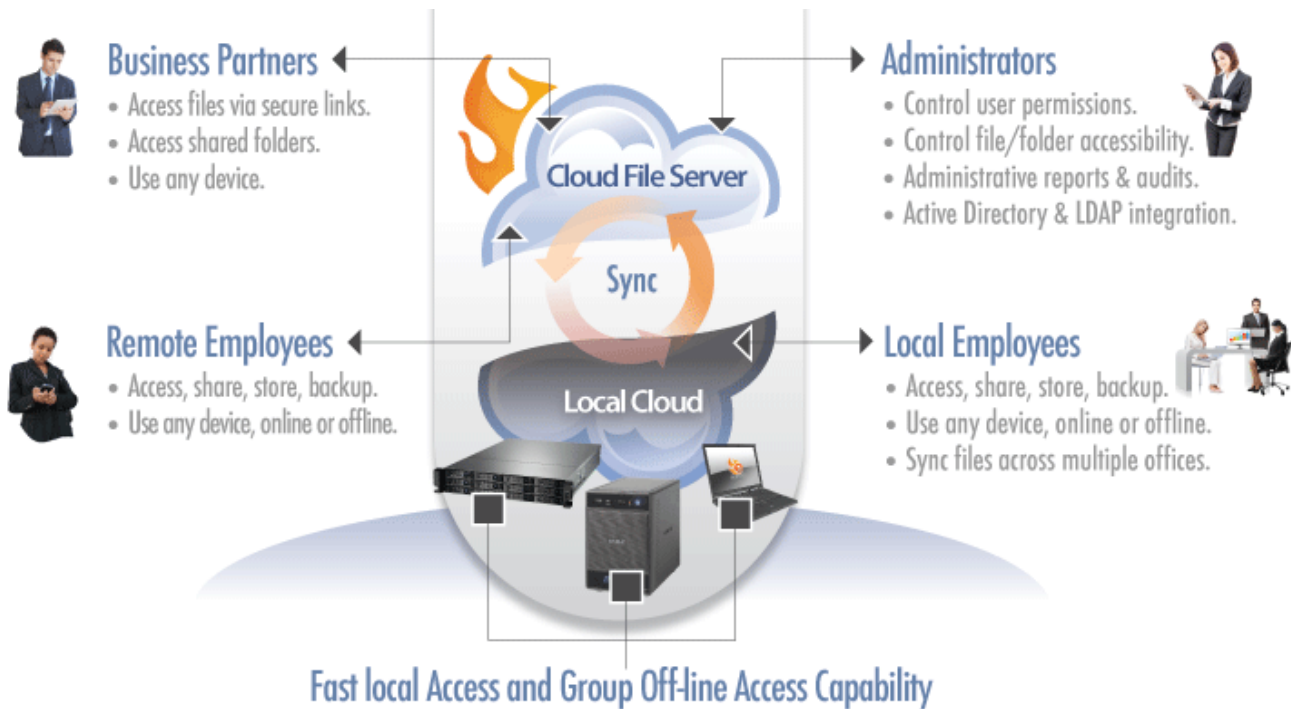 Business Partners
• Access files via secure links.
• Access shared folders.
• Use any device.
Administrators
• Control user permissions.
• Control file/folder accessibility.
• Administrative reports & audits.
• Active Directory & LDAP integration.
Cloud File Server
Sync
Remote Employees
• Access, share, store, backup.
• Use any device, online or offline.
Local Employees
• Access, share, store, backup.
• Use any device, online or offline.
• Sync files across multiple offices.
Local Cloud
Fast local Access and Group Off-line Access Capability